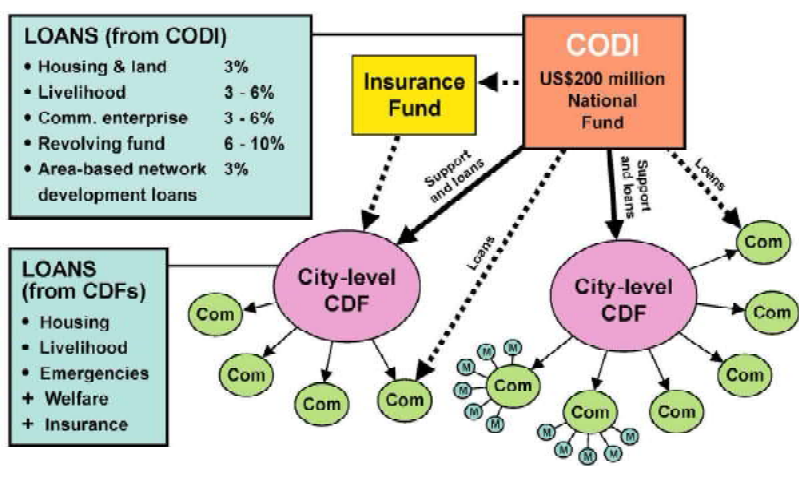 LOANS (from CODI)
• Housing & land 3%
• Livelihood 3 - 6%
• Comm. enterprise 3 - 6%
• Revolving fund 6 - 10%
• Area-based network 3%
development loans
Insurance
Fund
CODI
US$200 million
National
Fund
Support
and loans
Loans
Support
and loans
Loans
LOANS
(from CDFs)
• Housing
• Livelihood
• Emergencies
+ Welfare
+ Insurance
City-level
CDF
Com
Com
Com
Com
City-level
CDF
Com
Com
Com
Com
Com
Com
M
M
M
M
M
M
M
M
M
M
M